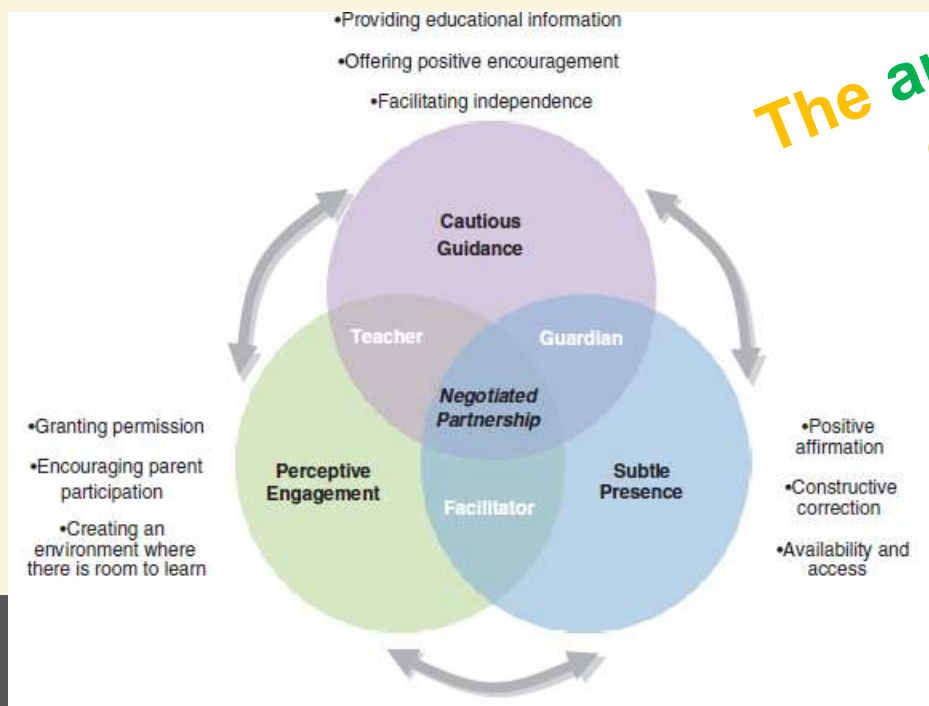 •Providing educational information
•Offering positive encouragement
•Facilitating independence
The
Cautious
Guidance
Teacher
Guardian
Negotiated
Partnership
•Granting permission
•Encouraging parent
participation
•Creating an
environment where
there is room to learn
Perceptive
Engagement
Facilitator
Subtle
Presence
•Positive
affirmation
•Constructive
correction
•Availability and
access